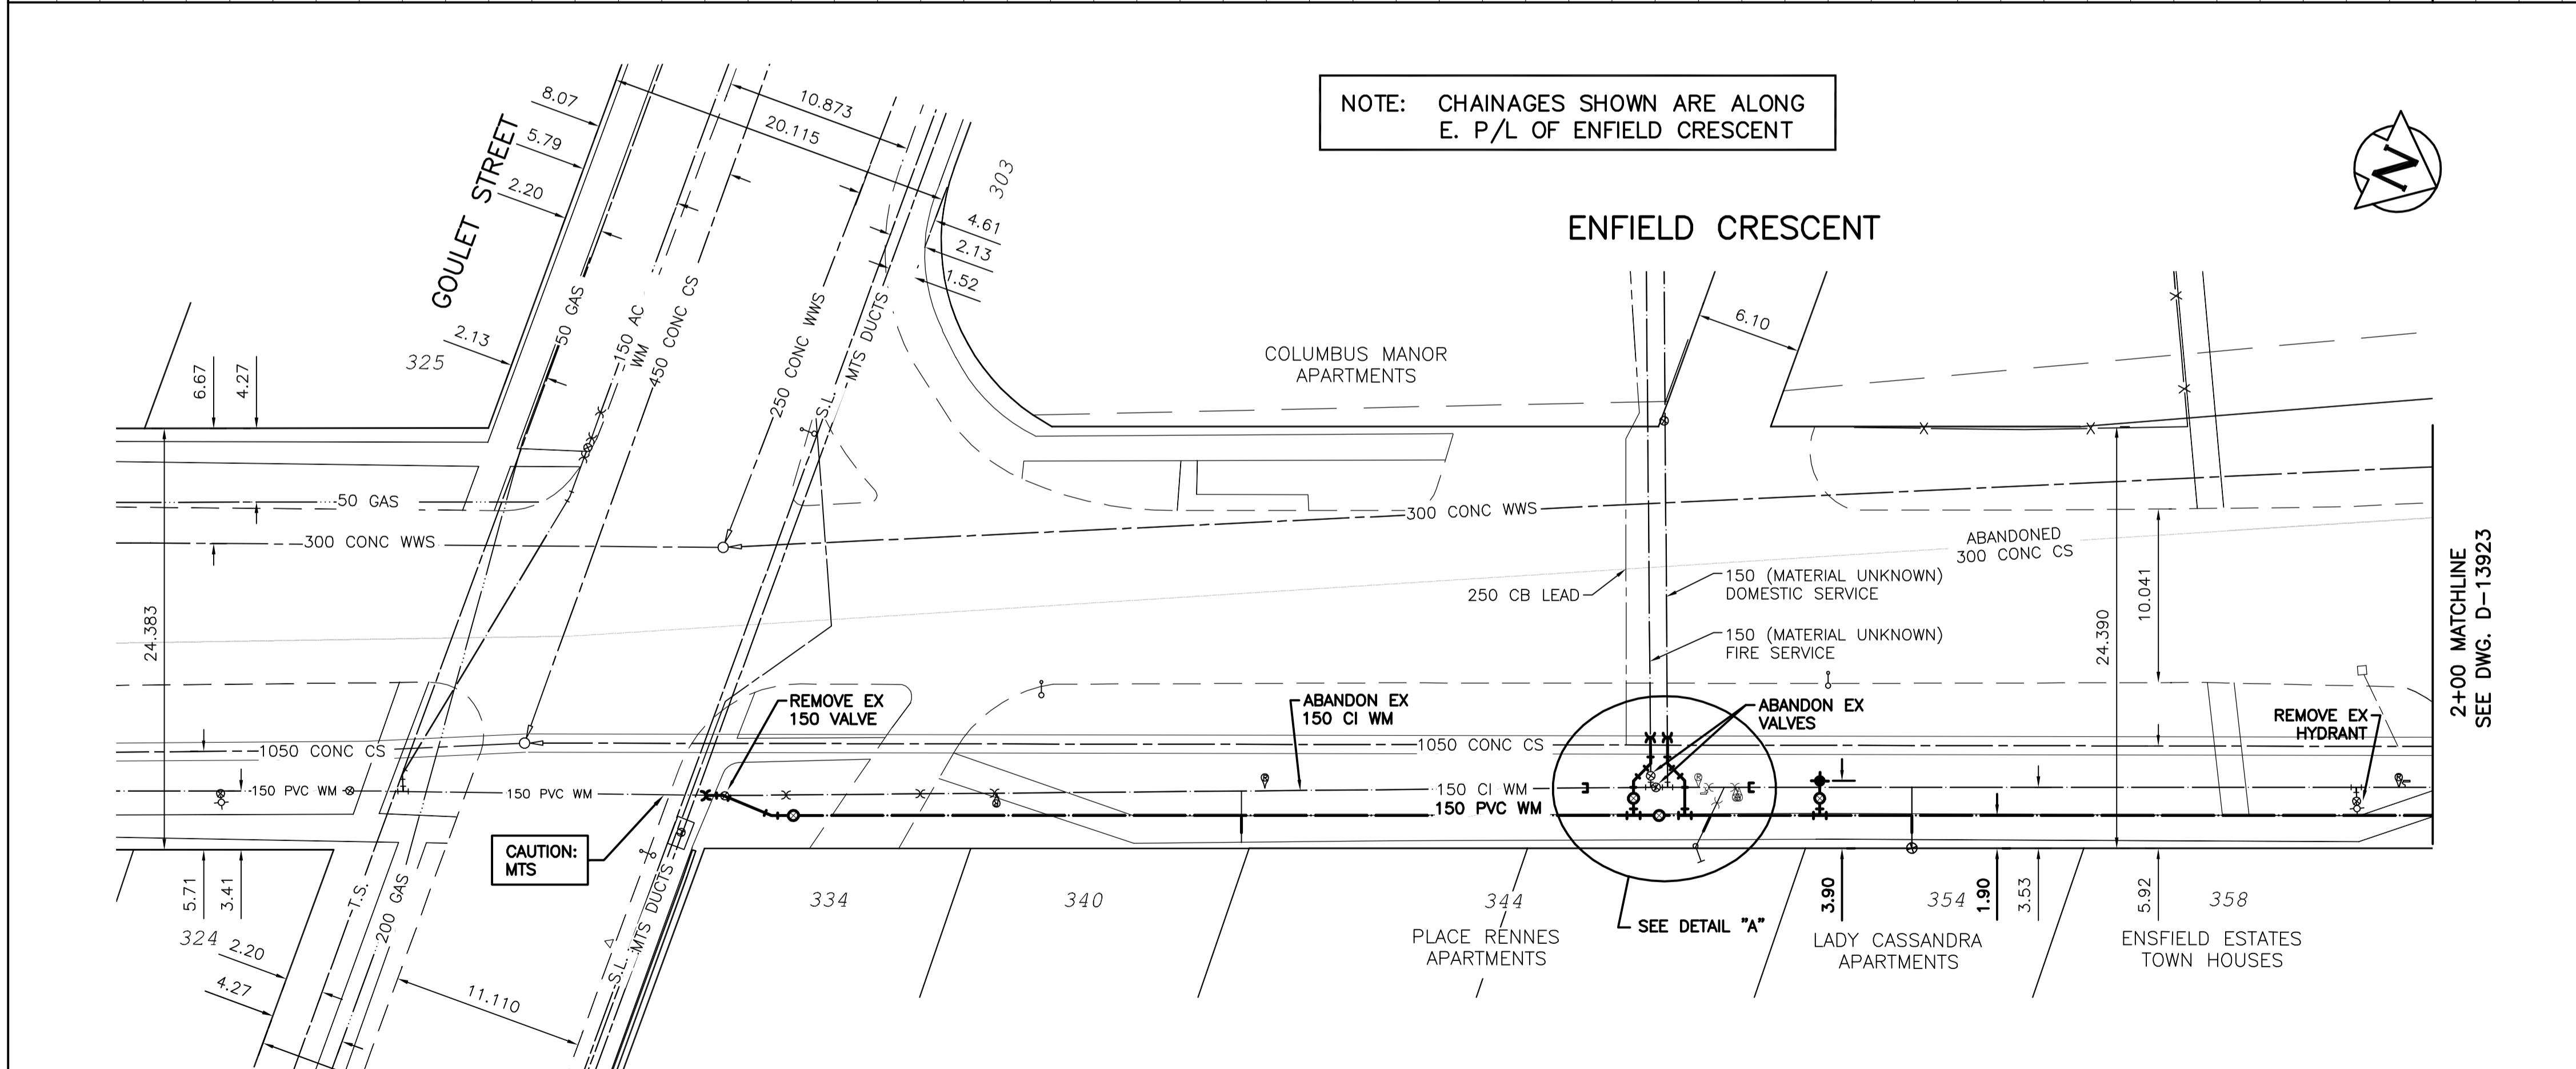 NOTE: CHAINAGES SHOWN ARE ALONG
E. P/L OF ENFIELD CRESCENT
N
ENFIELD CRESCENT
GOULET STREET
8.07
5.79
2.20
2.13
10.873
20.115
303
4.61
2.13
1.52
325
6.67
4.27
50 GAS
150 AC
WM
450 CONC CS
250 CONC WWS
S.L.
MTS DUCTS
COLUMBUS MANOR
APARTMENTS
6.10
50 GAS
300 CONC WWS
300 CONC WWS
ABANDONED
300 CONC CS
250 CB LEAD
150 (MATERIAL UNKNOWN)
DOMESTIC SERVICE
150 (MATERIAL UNKNOWN)
FIRE SERVICE
24.383
24.390
10.041
2+00 MATCHLINE
SEE DWG. D-13923
REMOVE EX
150 VALVE
ABANDON EX
150 CI WM
ABANDON EX
VALVES
REMOVE EX
HYDRANT
1050 CONC CS
1050 CONC CS
150 PVC WM
150 PVC WM
150 CI WM
150 PVC WM
CAUTION:
MTS
5.71
3.41
324
2.20
4.27
T.S.
200 GAS
11.110
S.L.
MTS DUCTS
334
340
344
PLACE RENNES
APARTMENTS
SEE DETAIL "A"
3.90
354
1.90
3.53
5.92
358
LADY CASSANDRA
APARTMENTS
ENSFIELD ESTATES
TOWN HOUSES